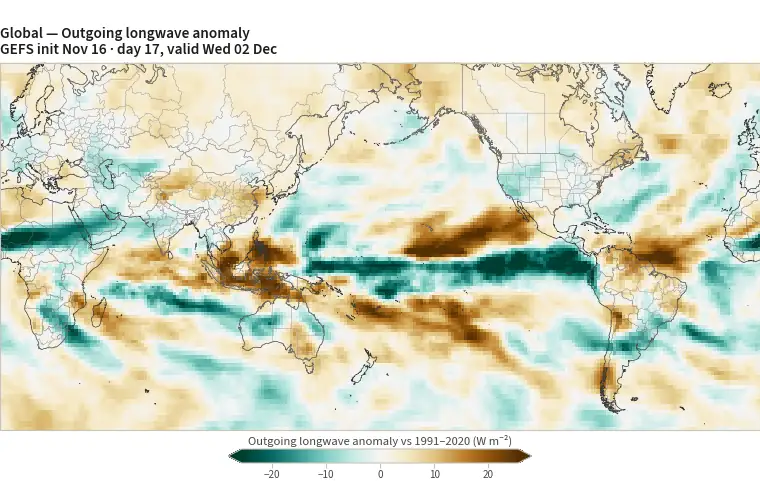 Global — Outgoing longwave anomaly
GEFS init Nov 16 · day 17, valid Wed 02 Dec
Outgoing longwave anomaly vs 1991–2020 (W m⁻²)
−20 −10 0 10 20